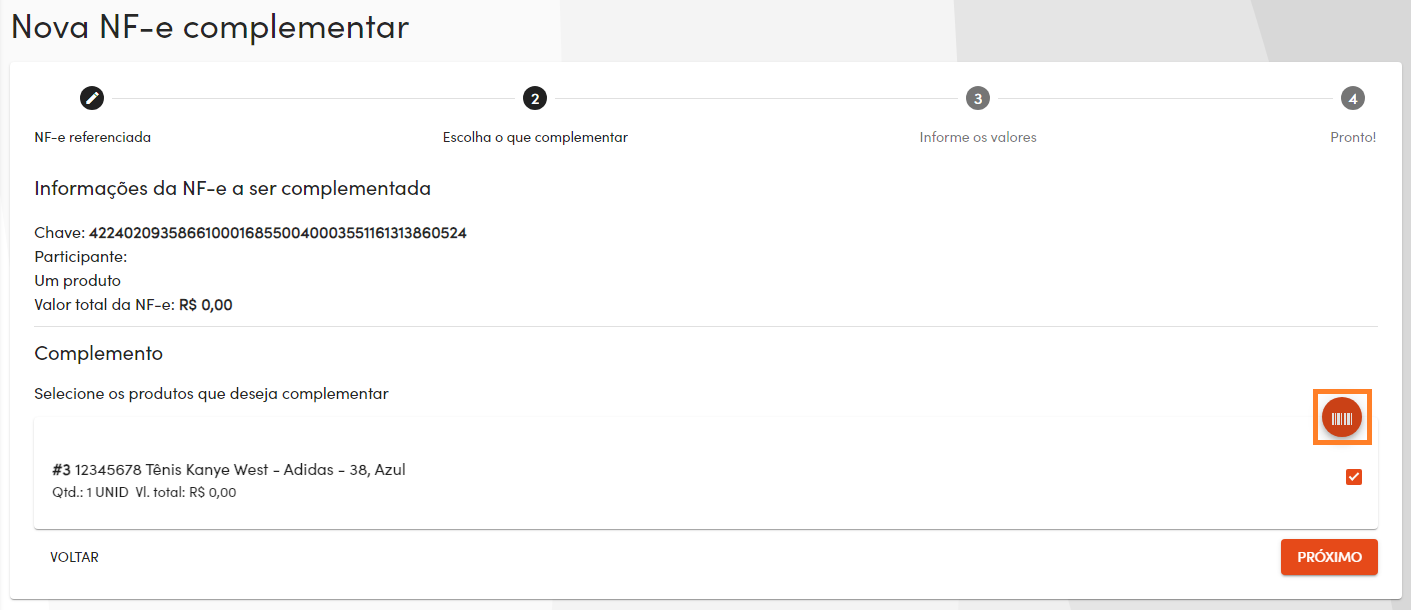 Nova NF-e complementar
2
3
4
NF-e referenciada
Escolha o que complementar
Informe os valores
Pronto!
Informações da NF-e a ser complementada
Chave: 42240209358661000168550040003551161313860524
Participante:
Um produto
Valor total da NF-e: R$ 0,00
Complemento
Selecione os produtos que deseja complementar
#3 12345678 Tênis Kanye West - Adidas - 38, Azul
Qtd.: 1 UNID Vl. total: R$ 0,00
VOLTAR
PRÓXIMO